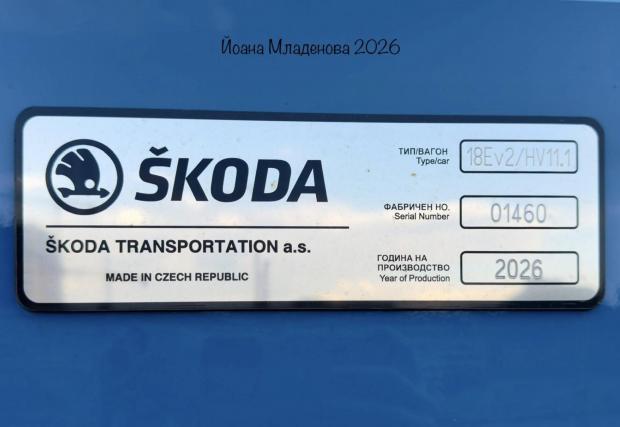 Йоана Младенова 2026
ŠKODA
ŠKODA TRANSPORTATION a.s.
MADE IN CZECH REPUBLIC
ТИП/ВАГОН
Type/car
18Ev2/HV11.1
ФАБРИЧЕН НО.
Serial Number
01460
ГОДИНА НА
ПРОИЗВОДСТВО
Year of Production
2026